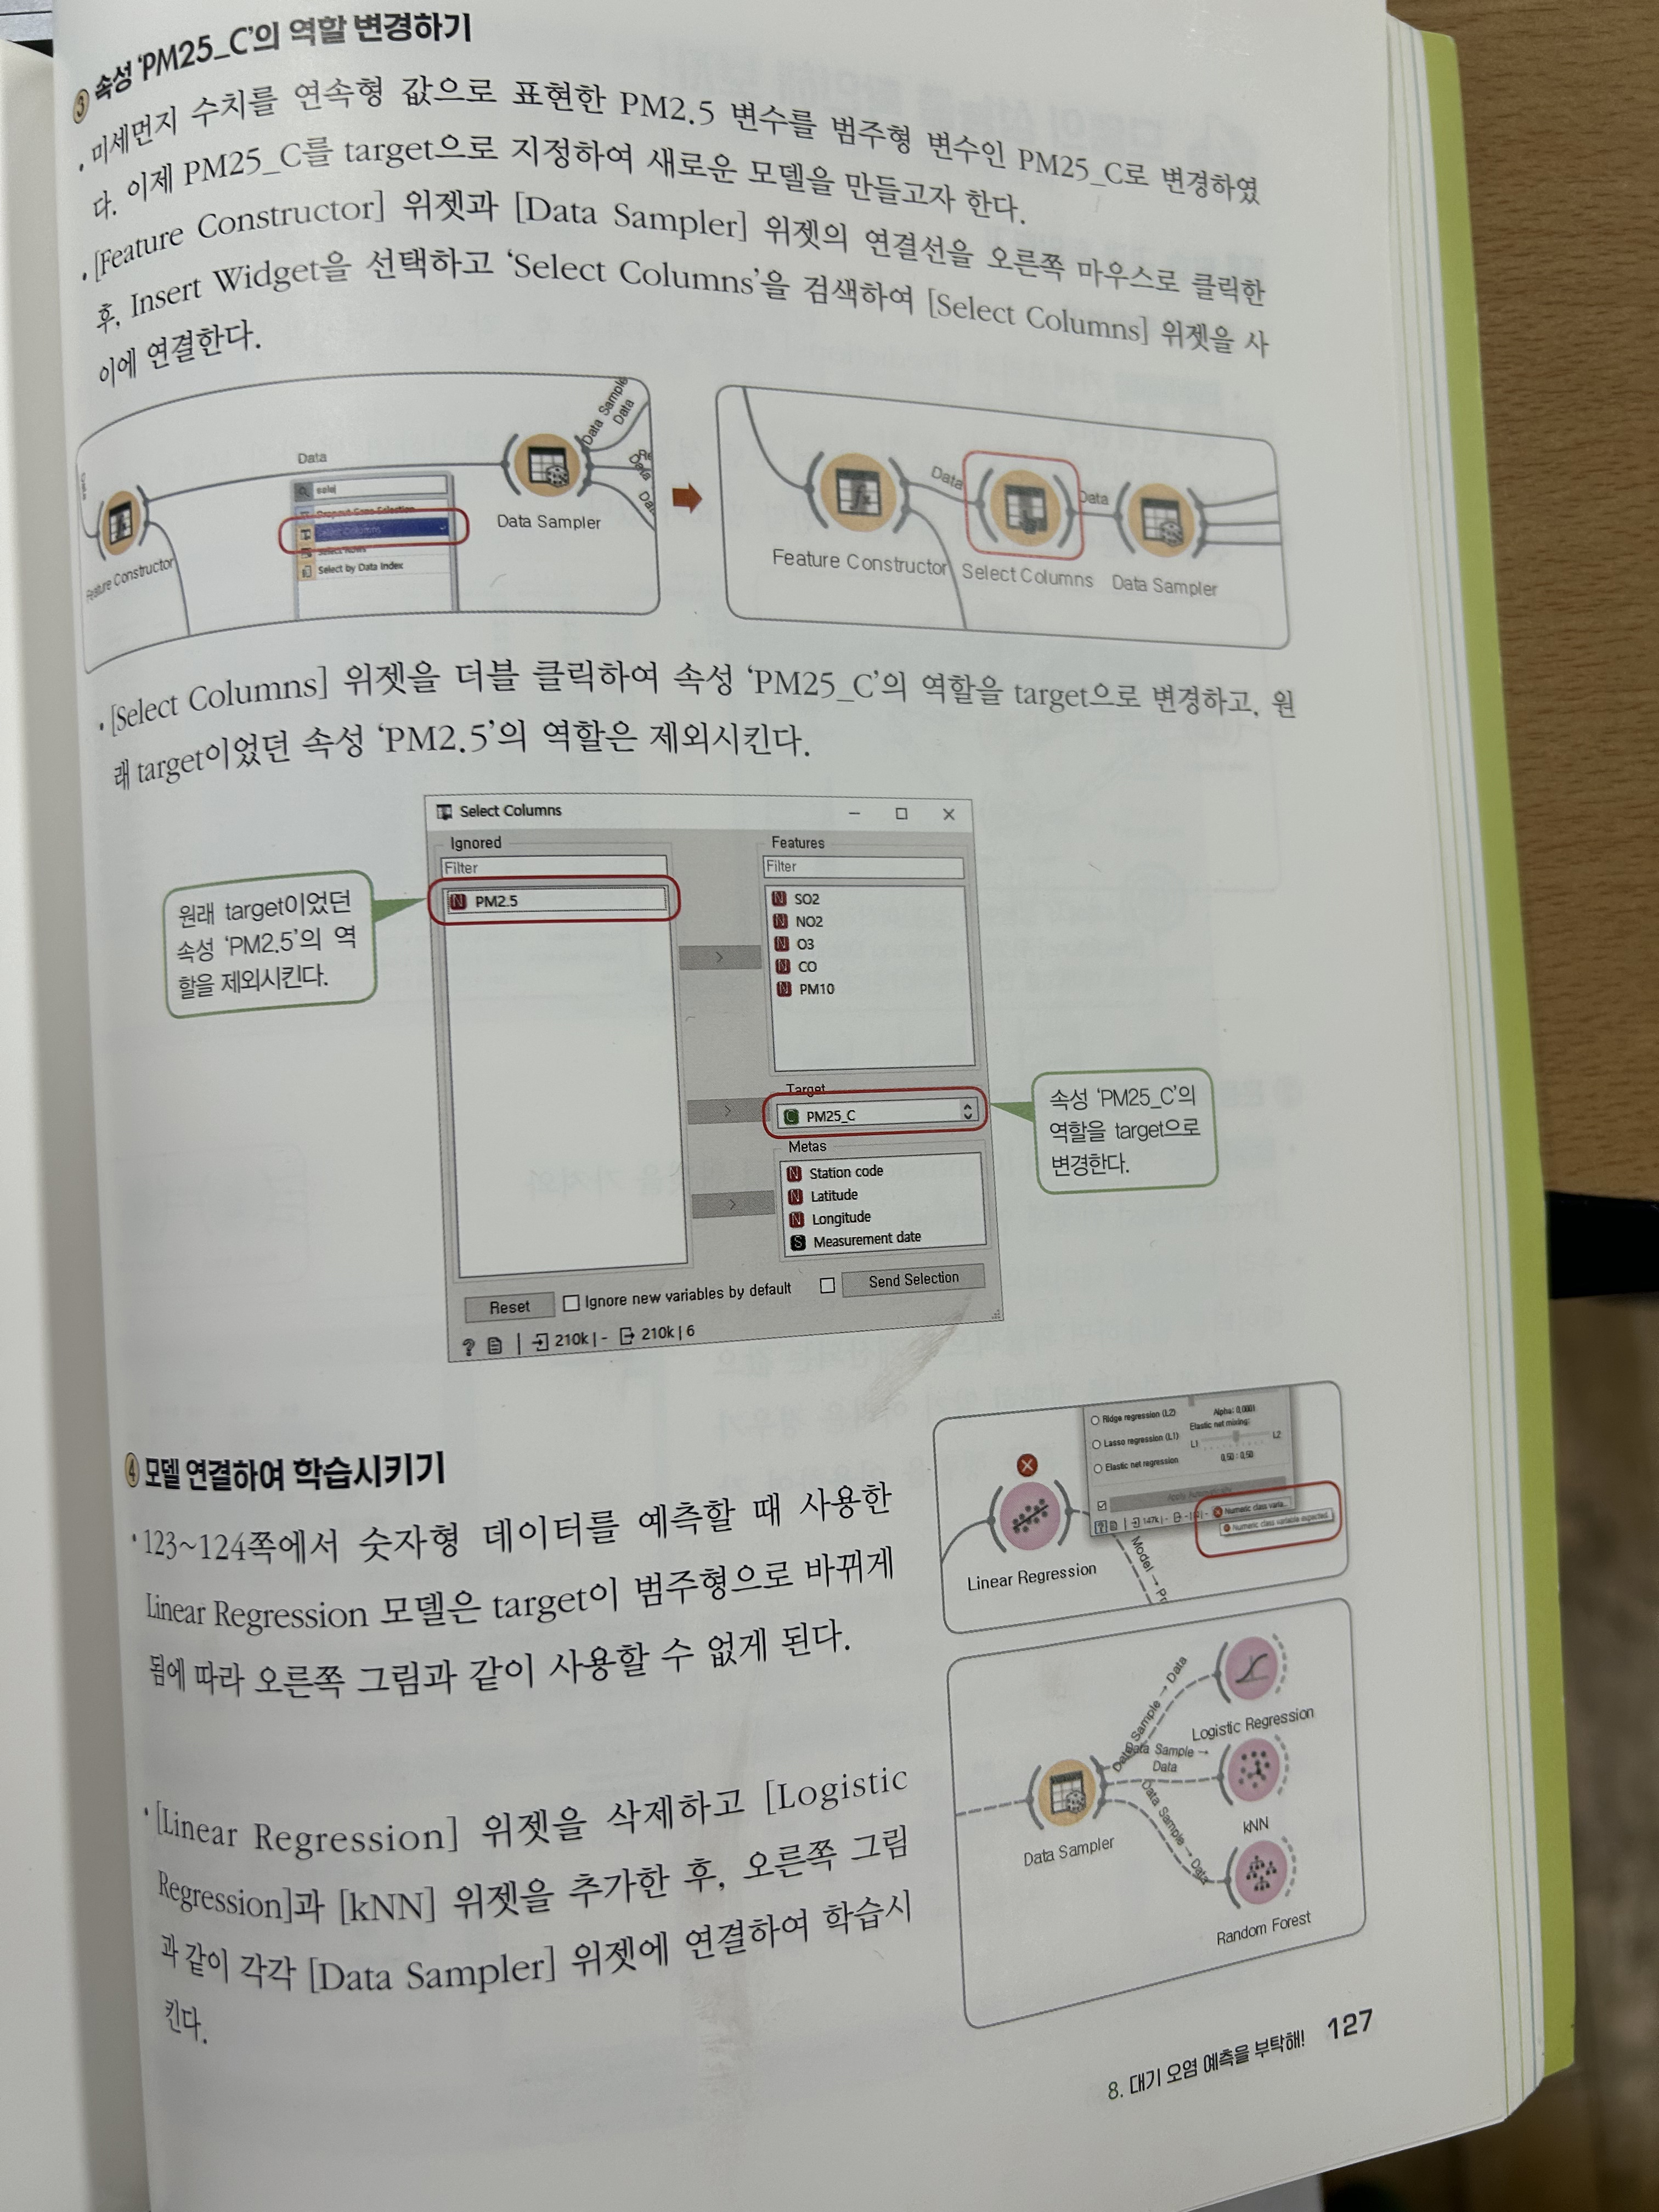 ③ 속성 ‘PM25_C’의 역할 변경하기
• 미세먼지 수치를 연속형 값으로 표현한 PM2.5 변수를 범주형 변수인 PM25_C로 변경하였
다. 이제 PM25_C를 target으로 지정하여 새로운 모델을 만들고자 한다.
• [Feature Constructor] 위젯과 [Data Sampler] 위젯의 연결선을 오른쪽 마우스로 클릭한
후, Insert Widget을 선택하고 ‘Select Columns’을 검색하여 [Select Columns] 위젯을 사
이에 연결한다.
Data
Feature Constructor
Select Columns
Select Rows
Select by Data Index
Data Sampler
Data Sample
Data
Feature Constructor
Data
Select Columns
Data
Data Sampler
• [Select Columns] 위젯을 더블 클릭하여 속성 ‘PM25_C’의 역할을 target으로 변경하고, 원
래 target이었던 속성 ‘PM2.5’의 역할은 제외시킨다.
원래 target이었던
속성 ‘PM2.5’의 역
할을 제외시킨다.
Select Columns
Ignored
Filter
PM2.5
Features
Filter
SO2
NO2
O3
CO
PM10
Target
PM25_C
Metas
Station code
Latitude
Longitude
Measurement date
Reset
Ignore new variables by default
Send Selection
210k | - 210k | 6
속성 ‘PM25_C’의
역할을 target으로
변경한다.
④ 모델 연결하여 학습시키기
• 123~124쪽에서 숫자형 데이터를 예측할 때 사용한
Linear Regression 모델은 target이 범주형으로 바뀌게
됨에 따라 오른쪽 그림과 같이 사용할 수 없게 된다.
Ridge regression (L2)
Lasso regression (L1)
Elastic net regression
Alpha: 0,0001
Elastic net mixing:
L1 L2
0,50 : 0,50
Apply Automatically
147k | -
Numeric class varia...
Numeric class variable expected.
Linear Regression
• [Linear Regression] 위젯을 삭제하고 [Logistic
Regression]과 [kNN] 위젯을 추가한 후, 오른쪽 그림
과 같이 각각 [Data Sampler] 위젯에 연결하여 학습시
킨다.
Data Sampler
Data Sample → Data
Logistic Regression
Data Sample →
Data
kNN
Data Sample → Data
Random Forest
8. 대기 오염 예측을 부탁해! 127